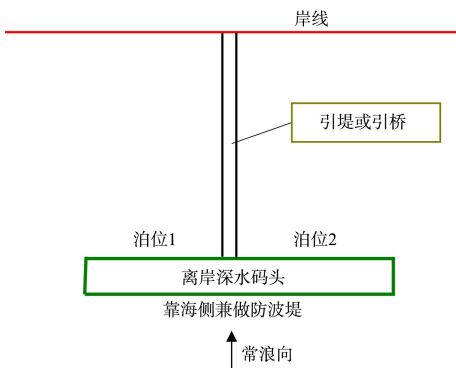 岸线
引堤或引桥
泊位1
泊位2
离岸深水码头
靠海侧兼做防波堤
常浪向